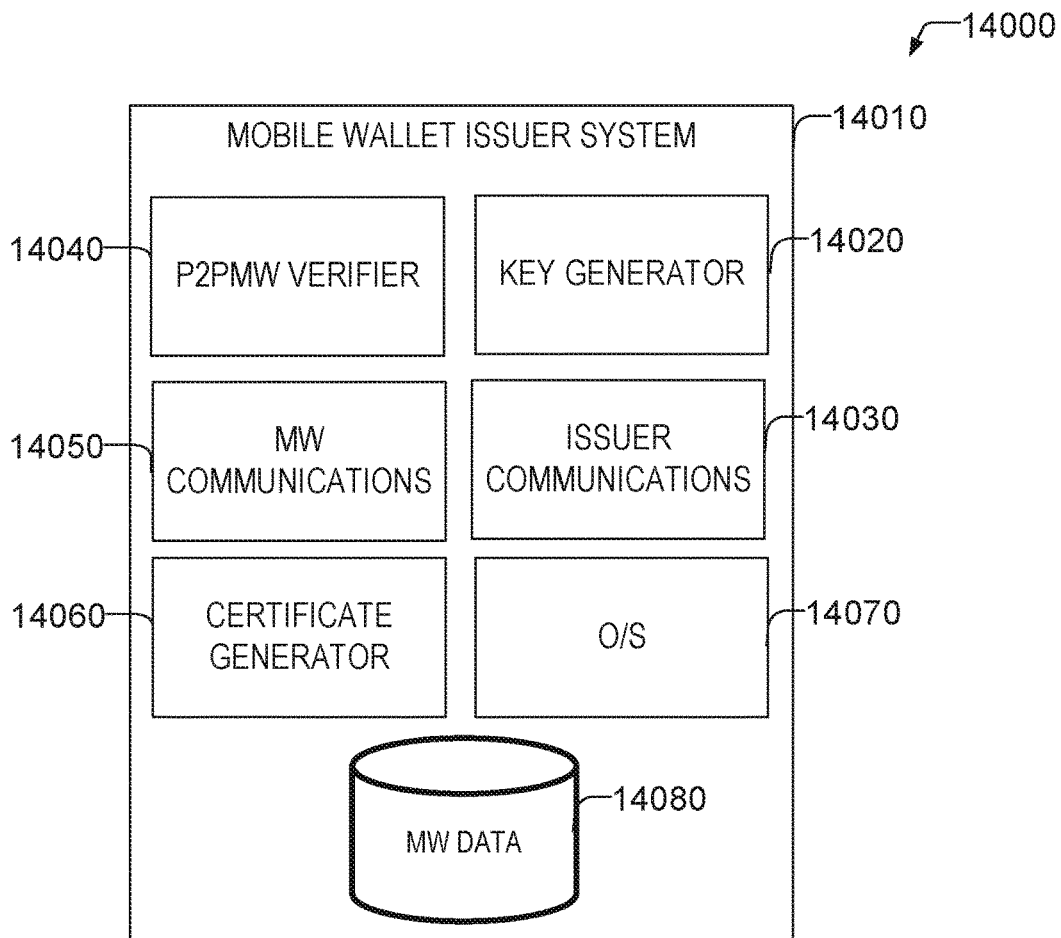 14000
14010
MOBILE WALLET ISSUER SYSTEM
14040
P2PMW VERIFIER
KEY GENERATOR
14020
14050
MW
COMMUNICATIONS
ISSUER
COMMUNICATIONS
14030
14060
CERTIFICATE
GENERATOR
O/S
14070
MW DATA
14080